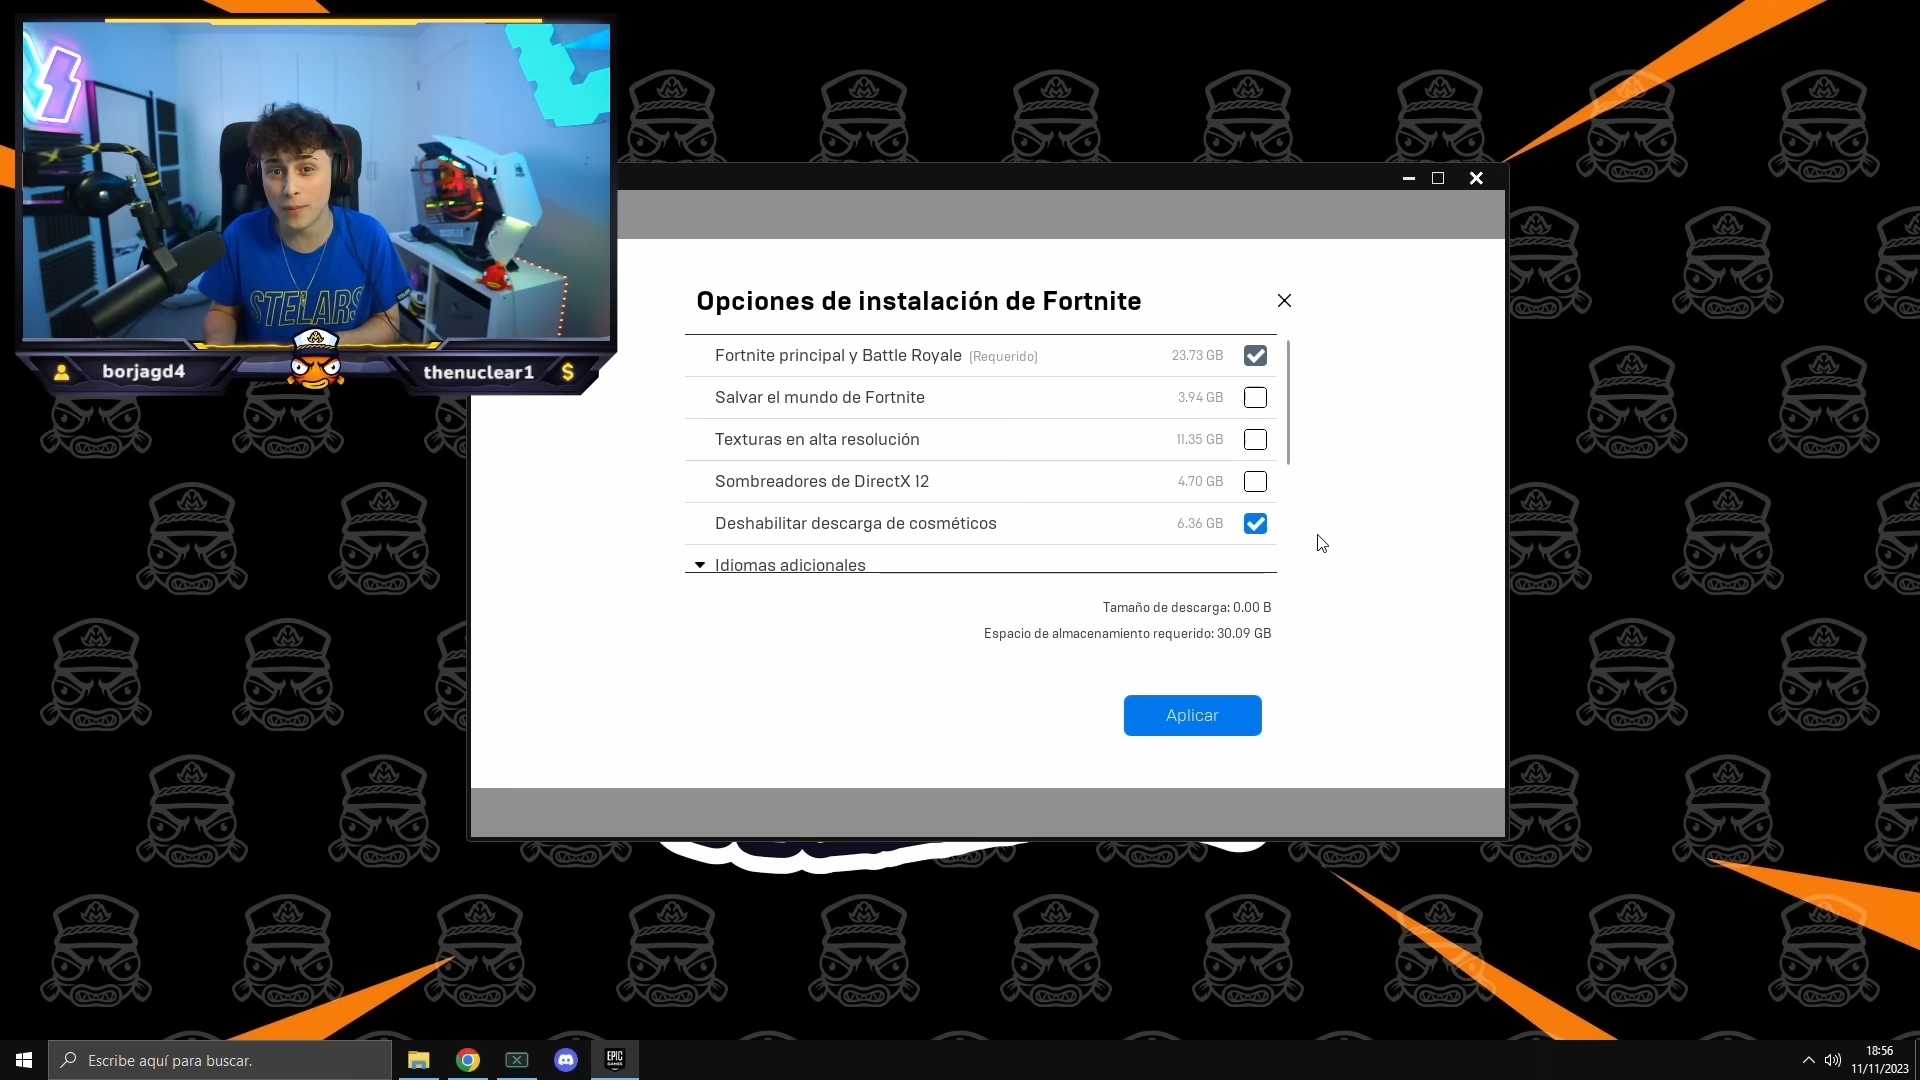 STELARS
borjagd4
thenuclear1
$
Opciones de instalación de Fortnite
Fortnite principal y Battle Royale (Requerido) 23.73 GB
Salvar el mundo de Fortnite 3.94 GB
Texturas en alta resolución 11.35 GB
Sombreadores de DirectX 12 4.70 GB
Deshabilitar descarga de cosméticos 6.36 GB
Idiomas adicionales
Tamaño de descarga: 0.00 B
Espacio de almacenamiento requerido: 30.09 GB
Aplicar
Escribe aquí para buscar.
EPIC
GAMES
18:56
11/11/2023